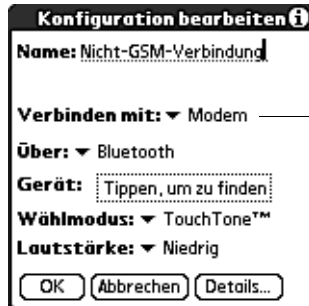 Konfiguration bearbeiten
Name: Nicht-GSM-Verbindung
Verbinden mit: Modem
Über: Bluetooth
Gerät: Tippen, um zu finden
Wählmodus: TouchTone™
Lautstärke: Niedrig
OK Abbrechen Details...